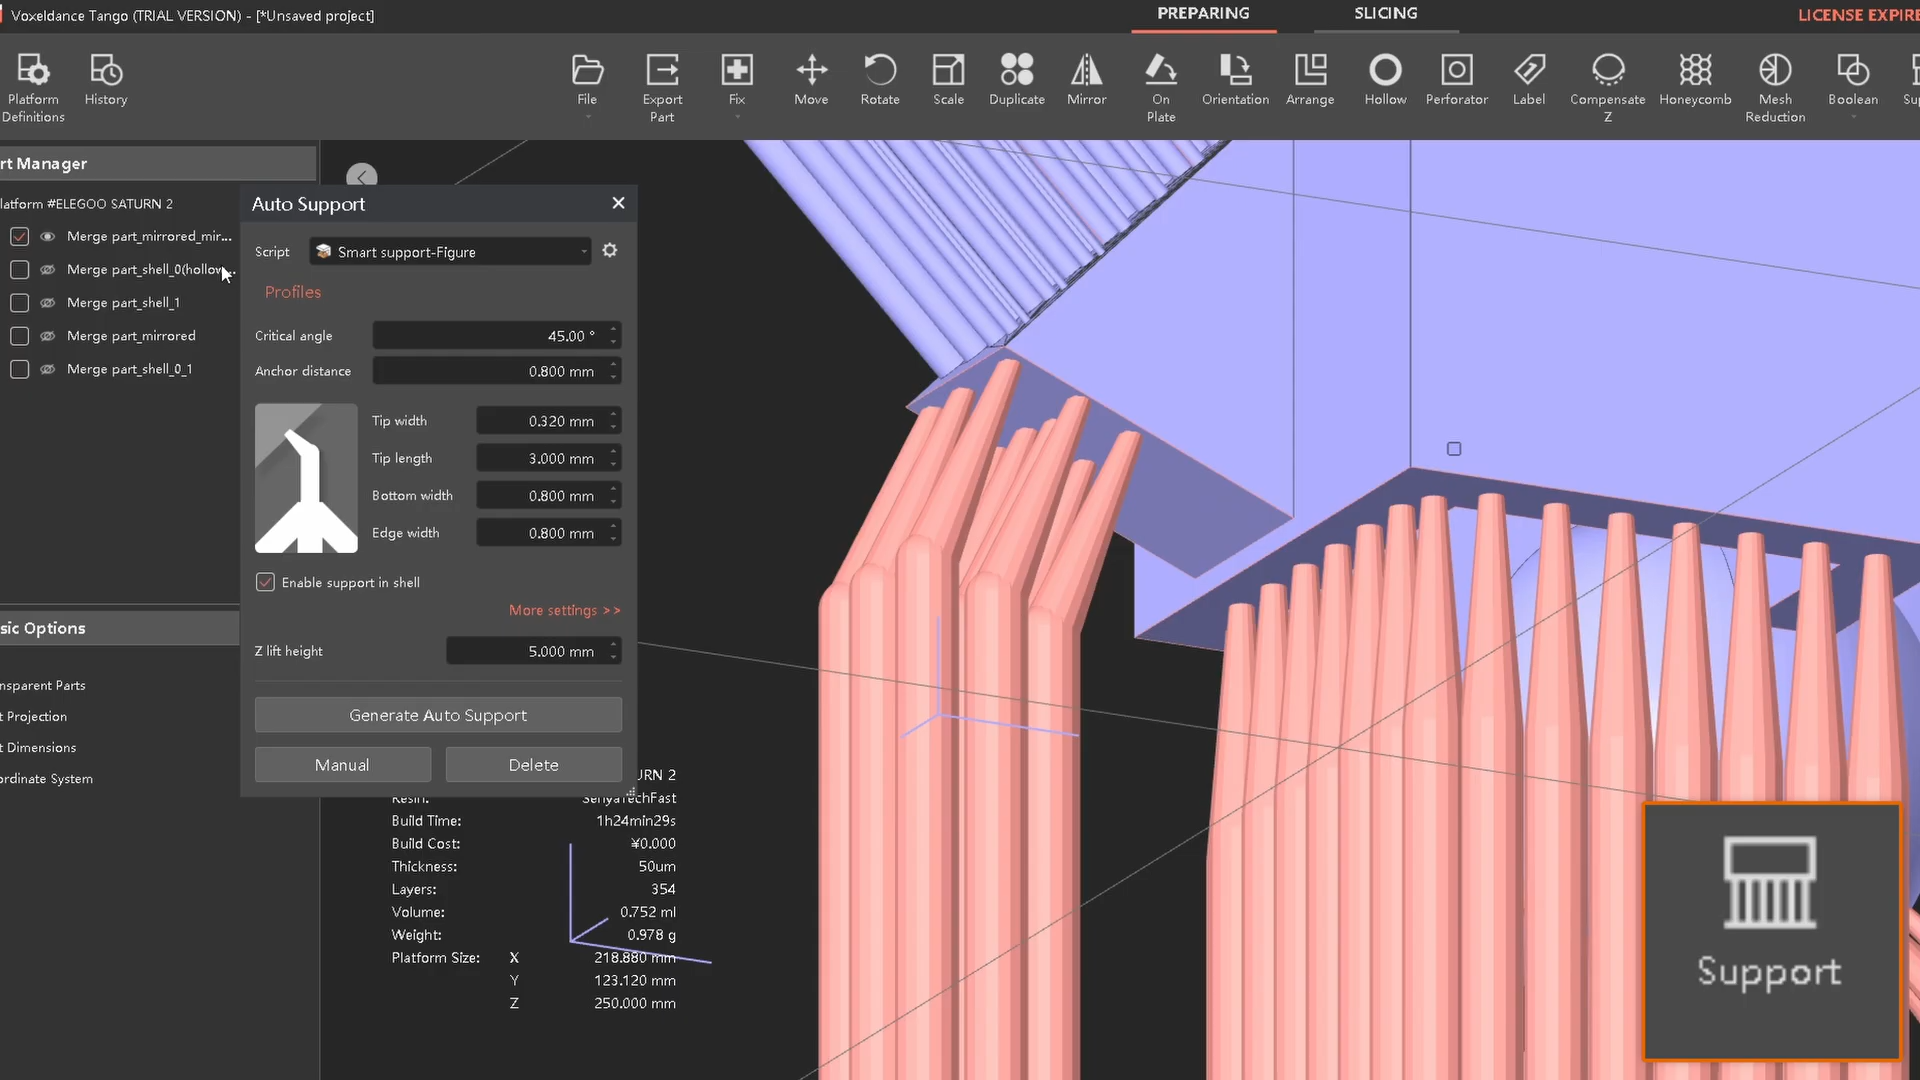 Voxeldance Tango (TRIAL VERSION) - [*Unsaved project]
PREPARING
SLICING
LICENSE EXPIRE
Platform
Definitions
History
File
Export
Part
Fix
Move
Rotate
Scale
Duplicate
Mirror
On
Plate
Orientation
Arrange
Hollow
Perforator
Label
Compensate
Z
Honeycomb
Mesh
Reduction
Boolean
Su
rt Manager
latform #ELEGOO SATURN 2
Merge part_mirrored_mir...
Merge part_shell_0(hollow...
Merge part_shell_1
Merge part_mirrored
Merge part_shell_0_1
sic Options
nsparent Parts
t Projection
t Dimensions
ordinate System
Auto Support
Script
Smart support-Figure
Profiles
Critical angle
45.00 °
Anchor distance
0.800 mm
Tip width
0.320 mm
Tip length
3.000 mm
Bottom width
0.800 mm
Edge width
0.800 mm
Enable support in shell
More settings >>
Z lift height
5.000 mm
Generate Auto Support
Manual
Delete
URN 2
Resin: SenyaTechFast
Build Time: 1h24min29s
Build Cost: ¥0.000
Thickness: 50um
Layers: 354
Volume: 0.752 ml
Weight: 0.978 g
Platform Size: X 218.880 mm
Y 123.120 mm
Z 250.000 mm
Support